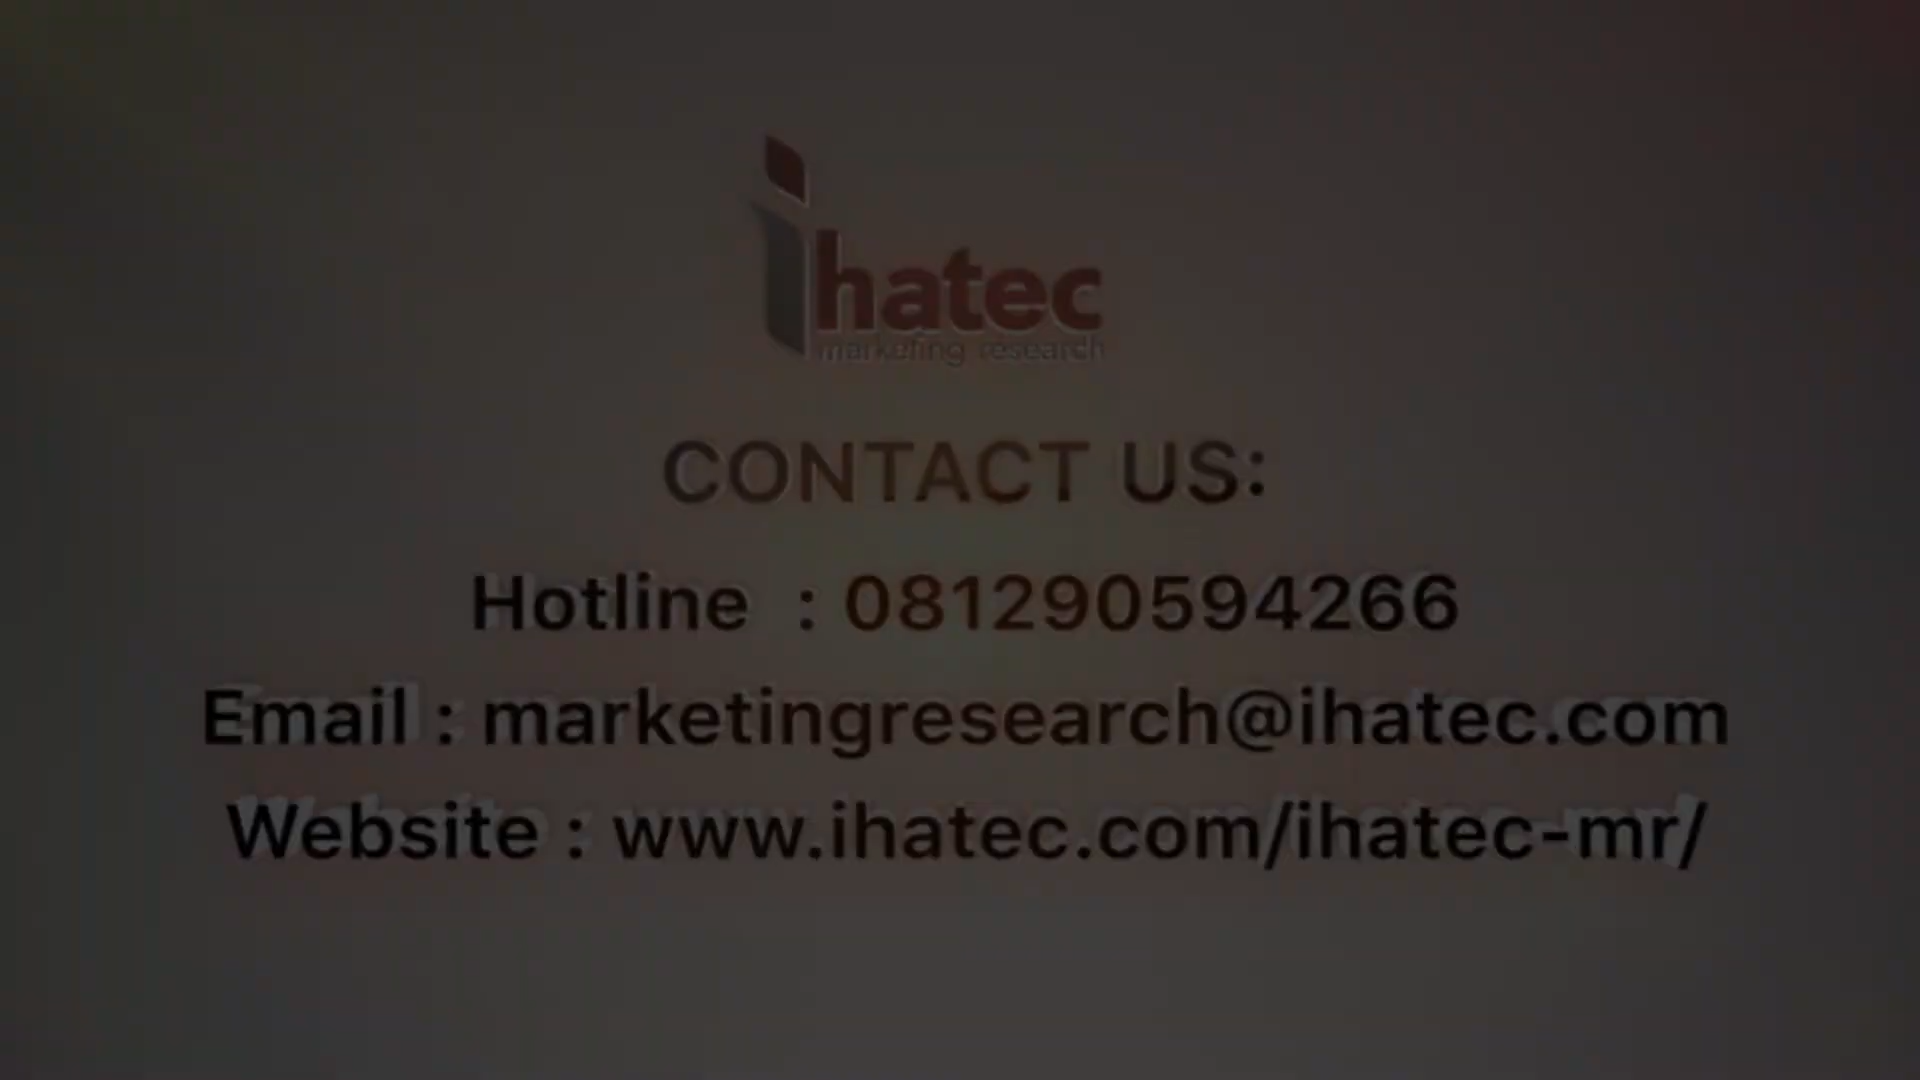 ihatec
marketing research
CONTACT US:
Hotline : 081290594266
Email : marketingresearch@ihatec.com
Website : www.ihatec.com/ihatec-mr/